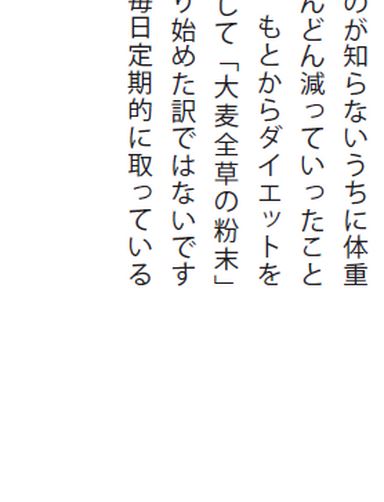 のが知らないうちに体重
んどん減っていったこと
もとからダイエットを
して「大麦全草の粉末」
り始めた訳ではないです
毎日定期的に取っている